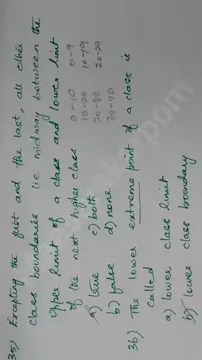 35) Excepting the first and the last, all other
class boundaries lie midway between the
upper limit of a class and lower limit
of the next higher class 0-10 0-9
a) true c) both 10-20 10-19
b) false d) none 20-30 20-29
30-40
36) The lower extreme point of a class is
called
a) lower class limit
b) lower class boundary